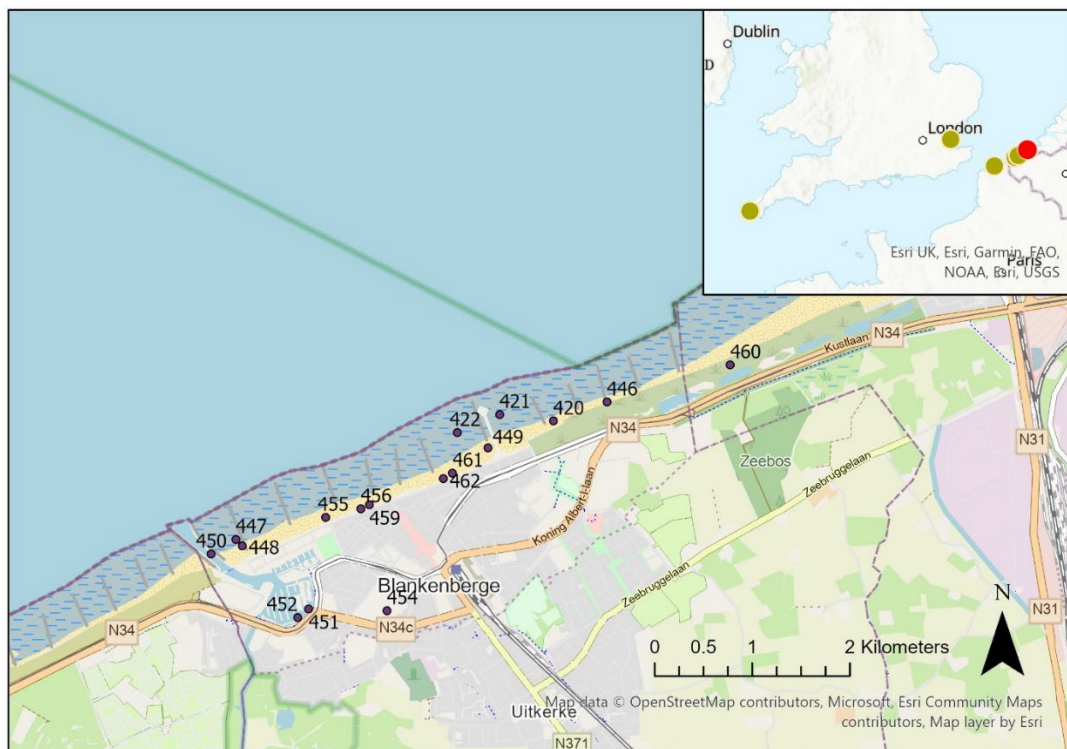 Dublin
D
London
Paris
Esri UK, Esri, Garmin, FAO,
NOAA, Esri, USGS
N34
Kustlaan
460
446
421
420
422
N34
449
N31
461
Zeebos
462
Zeebruggelaan
456
455
459
Koning Albert I-laan
447
450
448
Blankenberge
Zeebruggelaan
454
452
451
N
N31
N34
N34c
0 0.5 1 2 Kilometers
Map data © OpenStreetMap contributors, Microsoft, Esri Community Maps
contributors, Map layer by Esri
Uitkerke
N371